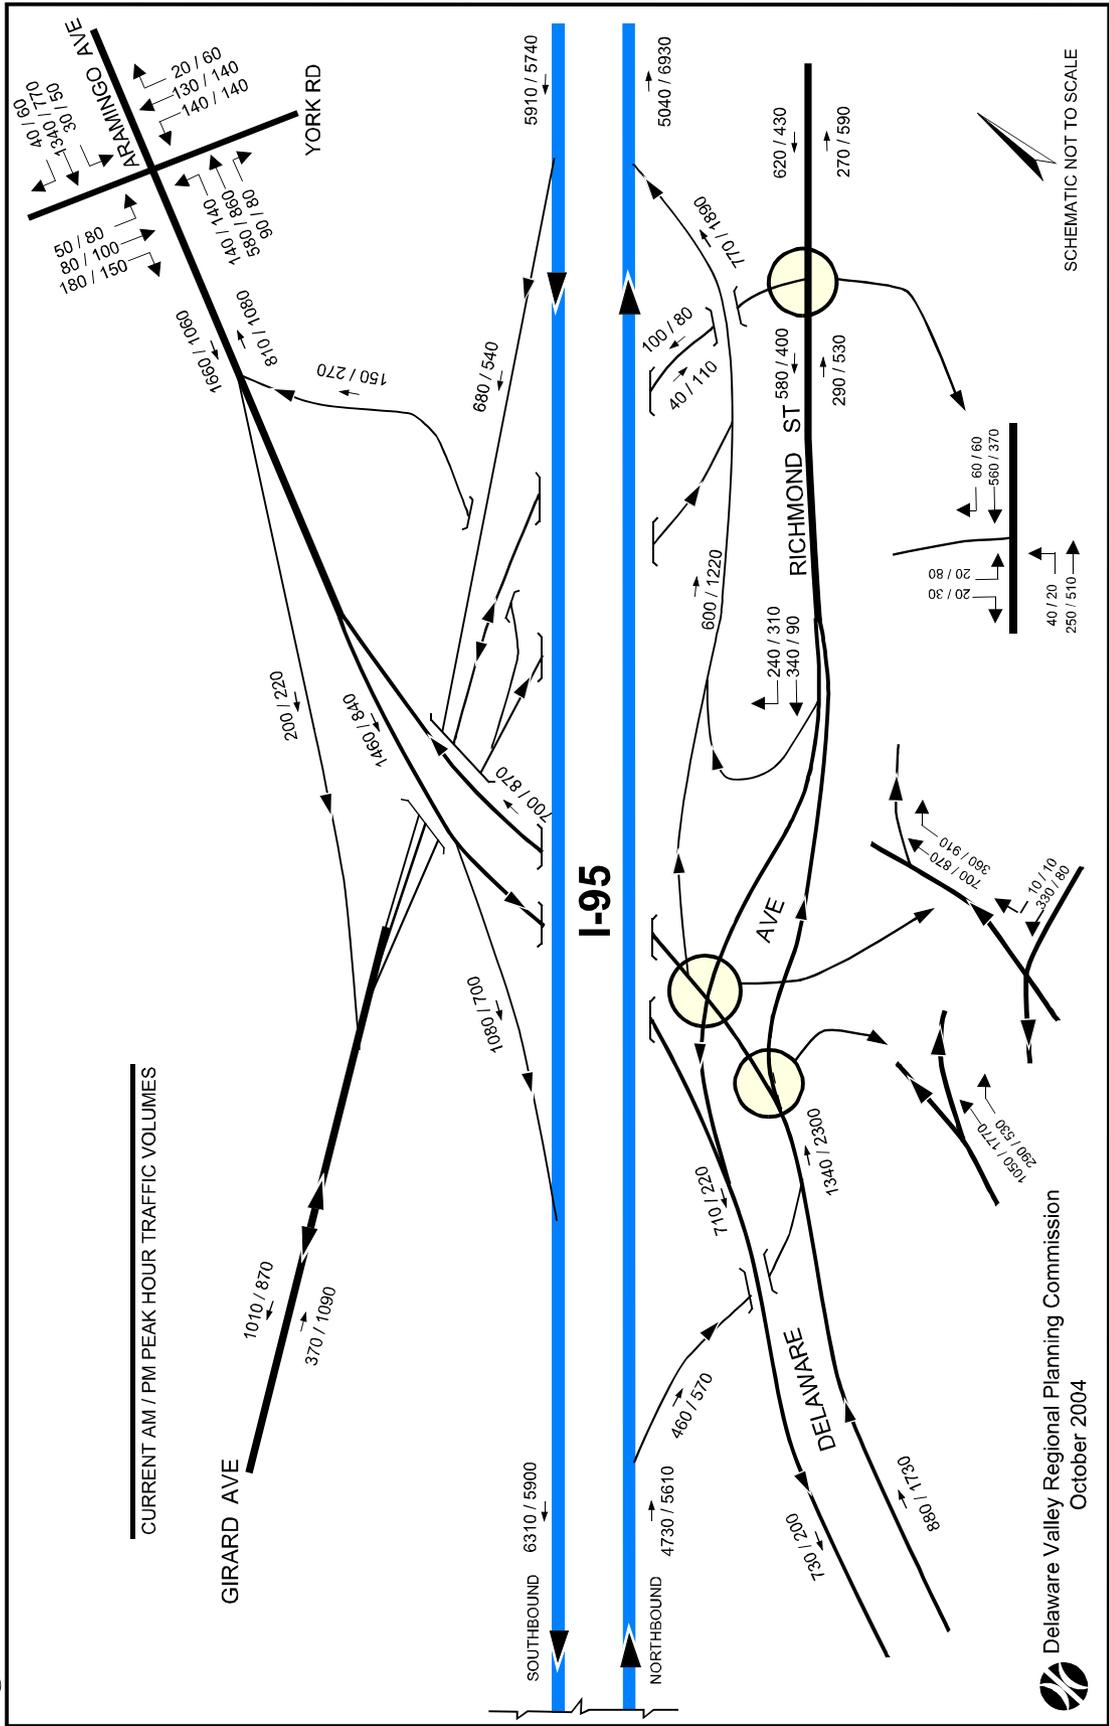 CURRENT AM / PM PEAK HOUR TRAFFIC VOLUMES
ARAMINGO AVE
YORK RD
20 / 60
130 / 140
140 / 140
40 / 60
1340 / 770
30 / 50
50 / 80
80 / 100
180 / 150
140 / 140
580 / 860
90 / 80
1660 / 1060
810 / 1080
150 / 270
200 / 220
1460 / 840
700 / 870
680 / 540
1080 / 700
GIRARD AVE
1010 / 870
370 / 1090
5910 / 5740
5040 / 6930
I-95
SOUTHBOUND
6310 / 5900
NORTHBOUND
4730 / 5610
770 / 1890
100 / 80
40 / 110
600 / 1220
620 / 430
270 / 590
580 / 400
290 / 530
RICHMOND ST
240 / 310
340 / 90
60 / 60
560 / 370
20 / 80
20 / 30
40 / 20
250 / 510
DELAWARE AVE
710 / 220
1340 / 2300
460 / 570
730 / 200
880 / 1730
700 / 870
360 / 910
10 / 10
330 / 80
1050 / 1770
290 / 530
SCHEMATIC NOT TO SCALE
Delaware Valley Regional Planning Commission
October 2004